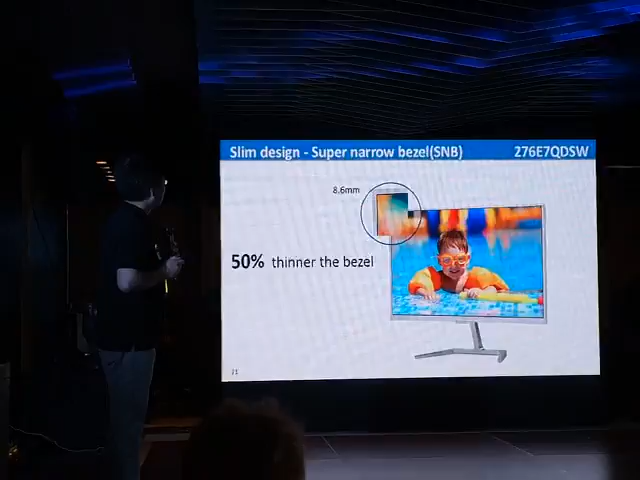 Slim design - Super narrow bezel(SNB) 276E7QDSW
8.6mm
50% thinner the bezel